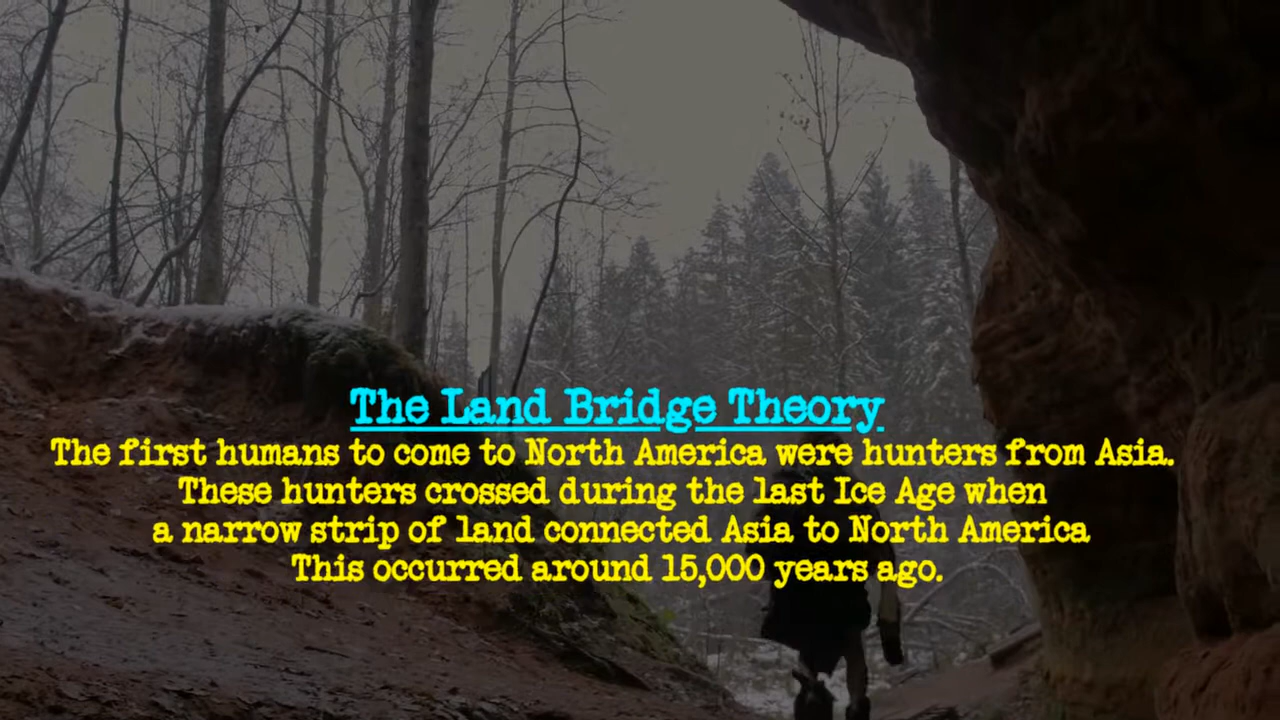 The Land Bridge Theory
The first humans to come to North America were hunters from Asia.
These hunters crossed during the last Ice Age when
a narrow strip of land connected Asia to North America
This occurred around 15,000 years ago.